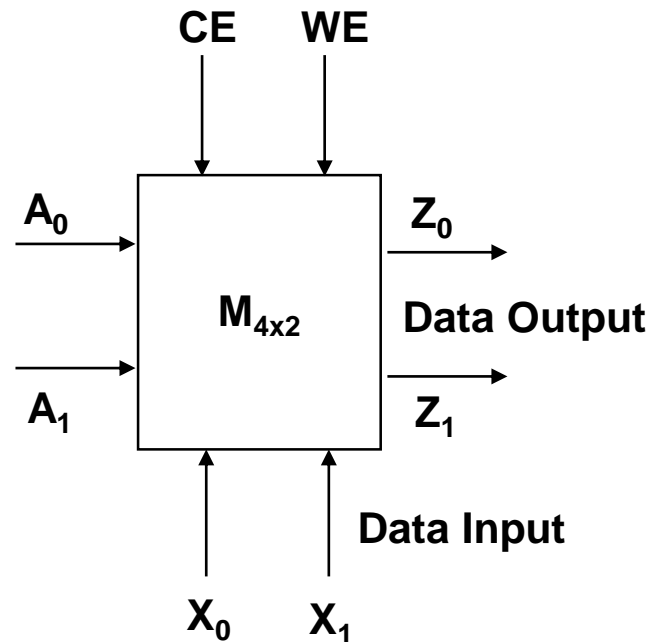 CE WE
A₀ Z₀
M₄ₓ₂ Data Output
A₁ Z₁
Data Input
X₀ X₁